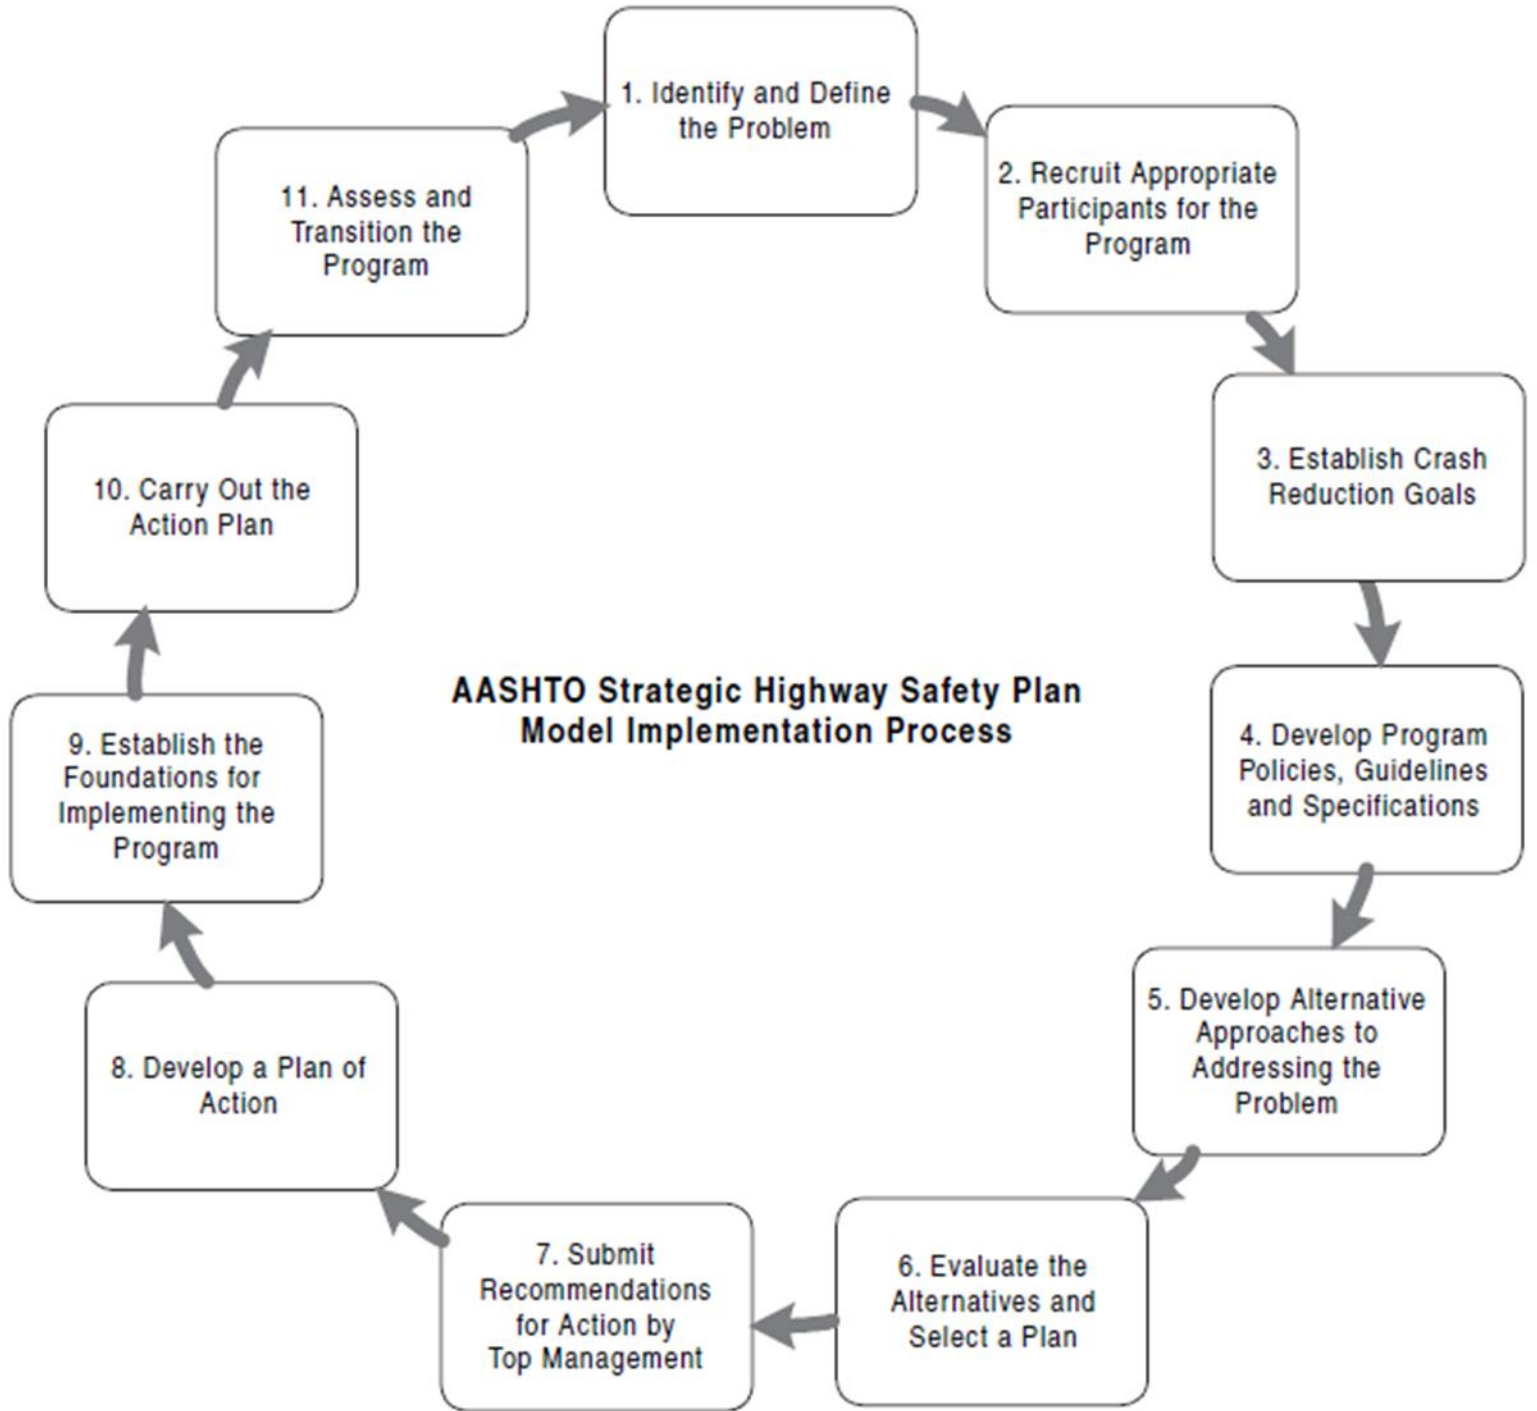 1. Identify and Define
the Problem
2. Recruit Appropriate
Participants for the
Program
3. Establish Crash
Reduction Goals
4. Develop Program
Policies, Guidelines
and Specifications
5. Develop Alternative
Approaches to
Addressing the
Problem
6. Evaluate the
Alternatives and
Select a Plan
7. Submit
Recommendations
for Action by
Top Management
8. Develop a Plan of
Action
9. Establish the
Foundations for
Implementing the
Program
10. Carry Out the
Action Plan
11. Assess and
Transition the
Program
AASHTO Strategic Highway Safety Plan
Model Implementation Process